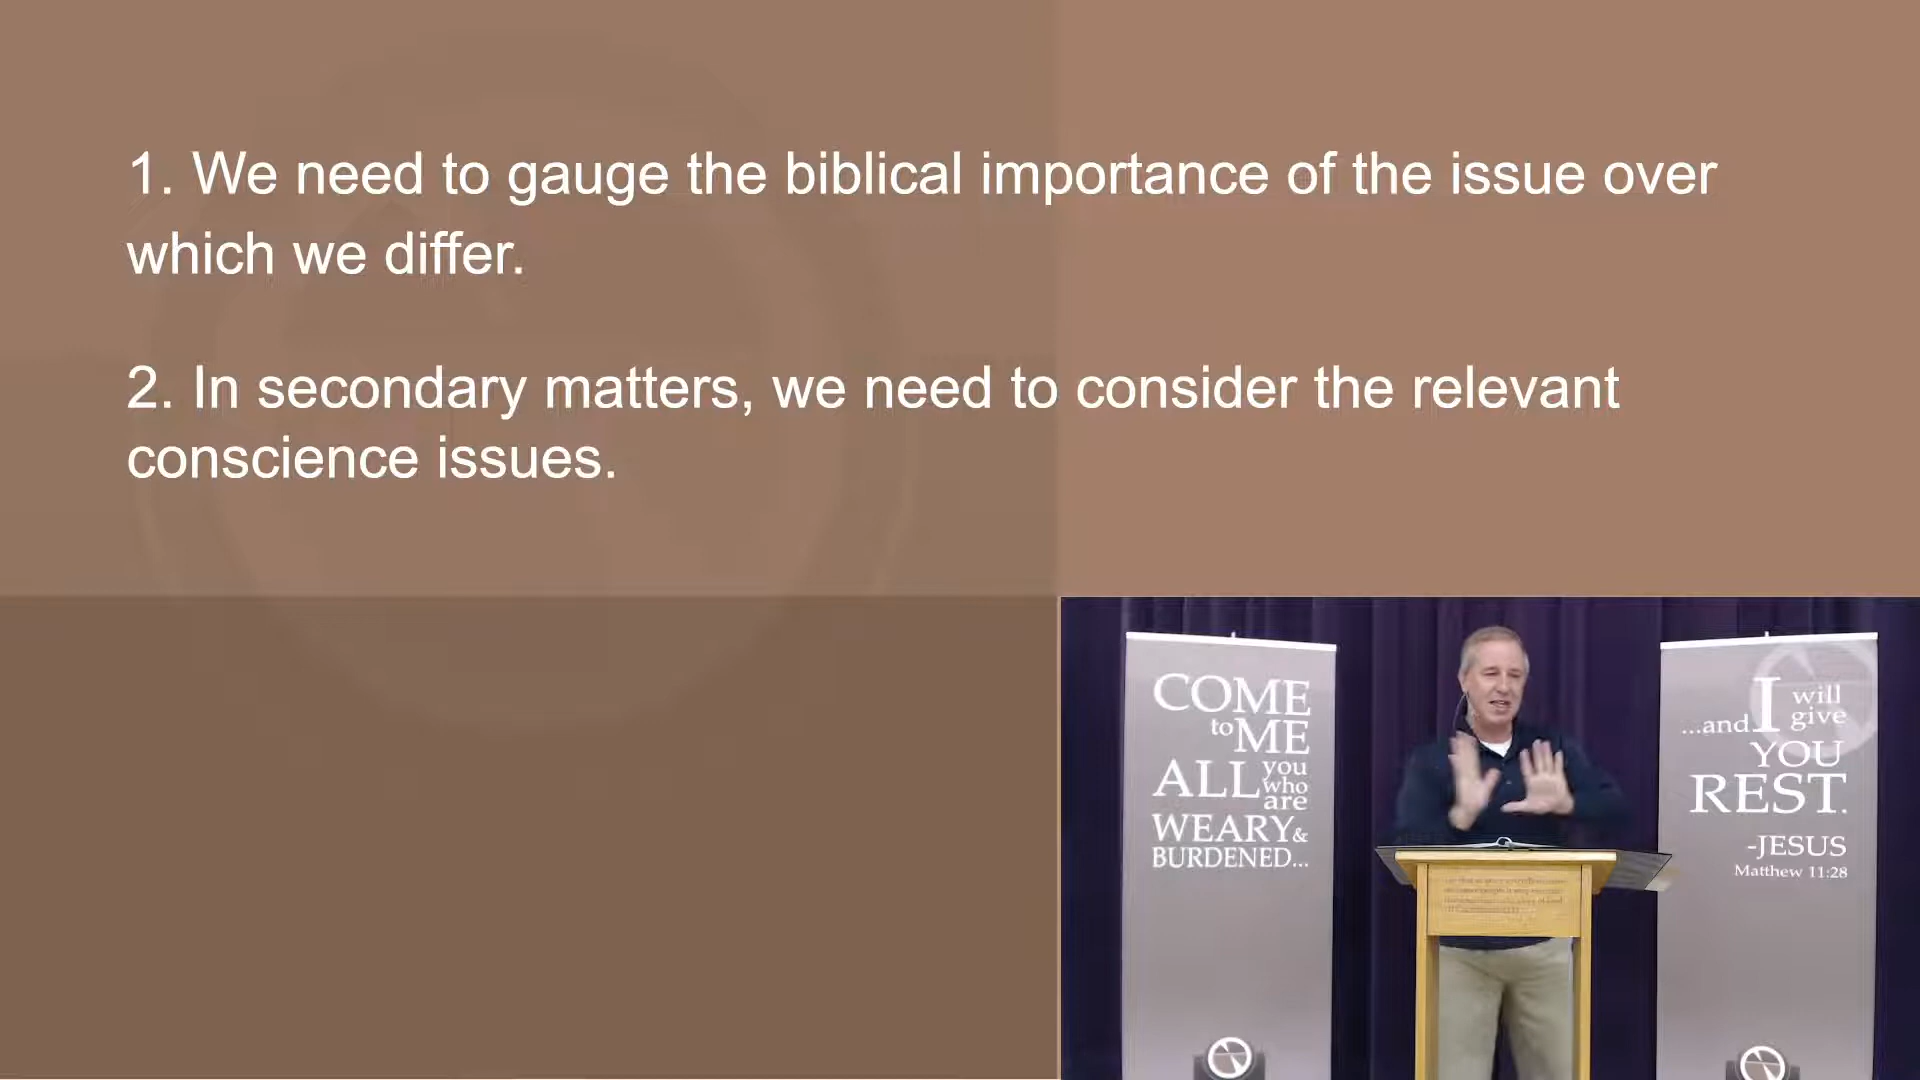 1. We need to gauge the biblical importance of the issue over
which we differ.
2. In secondary matters, we need to consider the relevant
conscience issues.
COME
to ME
ALL you who are
WEARY &
BURDENED...
...and I will give
YOU
REST.
-JESUS
Matthew 11:28